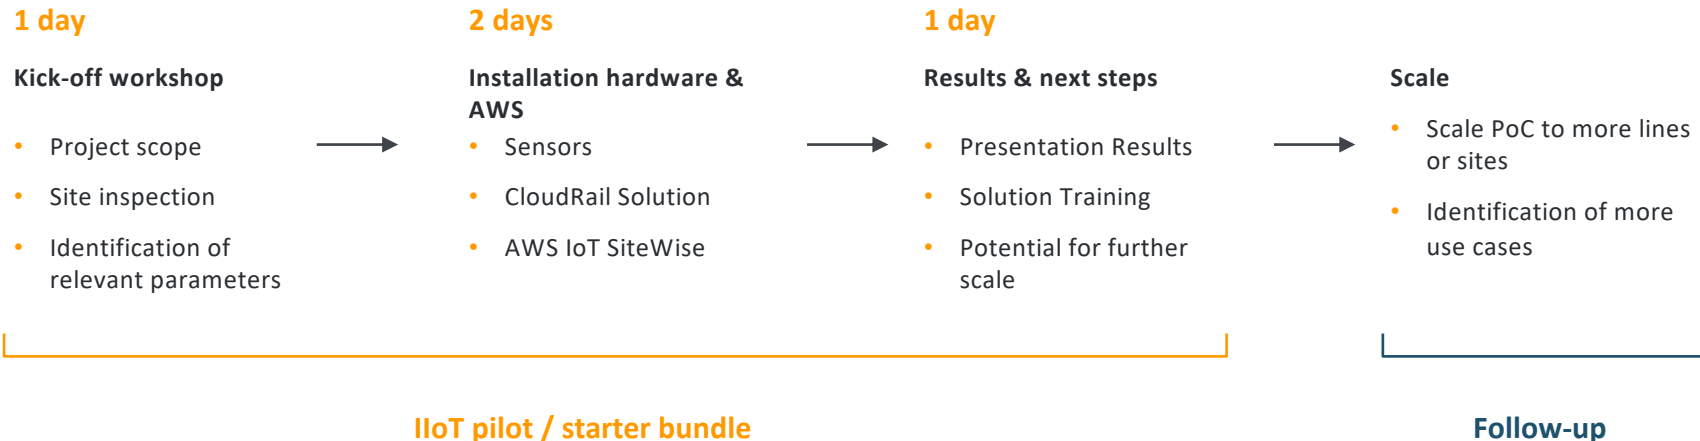 1 day
Kick-off workshop
• Project scope
• Site inspection
• Identification of
relevant parameters
2 days
Installation hardware &
AWS
• Sensors
• CloudRail Solution
• AWS IoT SiteWise
1 day
Results & next steps
• Presentation Results
• Solution Training
• Potential for further
scale
Scale
• Scale PoC to more lines
or sites
• Identification of more
use cases
IIoT pilot / starter bundle
Follow-up